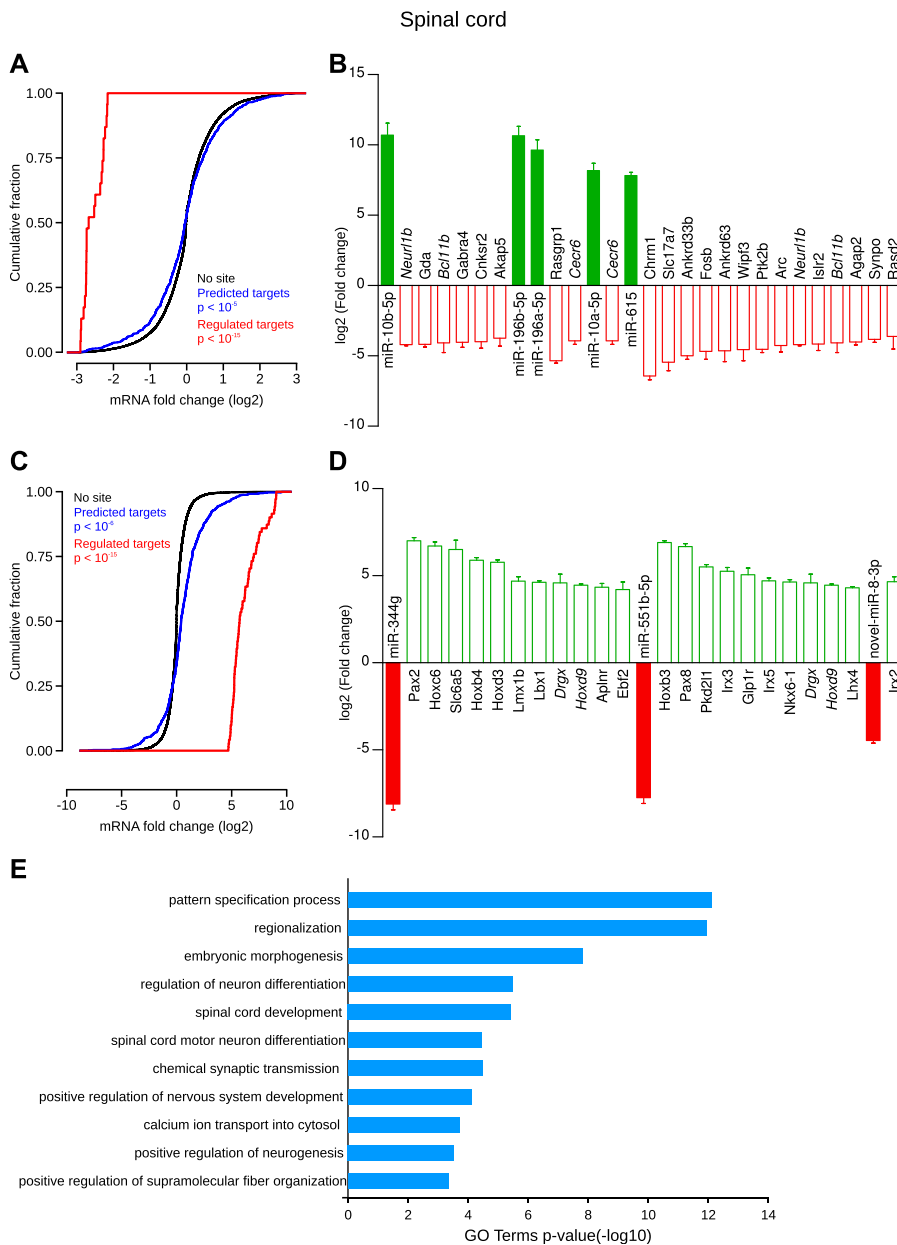 Spinal cord
A
1.00
0.75
0.50
0.25
0.00
Cumulative fraction
No site
Predicted targets
p < 10-5
Regulated targets
p < 10-15
-3
-2
-1
0
1
2
3
mRNA fold change (log2)
B
15
10
5
0
-5
-10
log2 (Fold change)
miR-10b-5p
Neurl1b
Gda
Bcl11b
Gabra4
Cnksr2
Akap5
miR-196b-5p
miR-196a-5p
Rasgrp1
Cecr6
miR-10a-5p
Cecr6
miR-615
Chrm1
Slc17a7
Ankrd33b
Fosb
Ankrd63
Wipf3
Ptk2b
Arc
Neurl1b
Islr2
Bcl11b
Agap2
Synpo
Rasd2
C
1.00
0.75
0.50
0.25
0.00
Cumulative fraction
No site
Predicted targets
p < 10-6
Regulated targets
p < 10-15
-10
-5
0
5
10
mRNA fold change (log2)
D
10
5
0
-5
-10
log2 (Fold change)
miR-344g
Pax2
Hoxc6
Slc6a5
Hoxb4
Hoxd3
Lmx1b
Lbx1
Drgx
Hoxd9
Aplnr
Ebf2
miR-551b-5p
Hoxb3
Pax8
Pkd2l1
Irx3
Glp1r
Irx5
Nkx6-1
Drgx
Hoxd9
Lhx4
novel-miR-8-3p
Irx2
E
pattern specification process
regionalization
embryonic morphogenesis
regulation of neuron differentiation
spinal cord development
spinal cord motor neuron differentiation
chemical synaptic transmission
positive regulation of nervous system development
calcium ion transport into cytosol
positive regulation of neurogenesis
positive regulation of supramolecular fiber organization
0
2
4
6
8
10
12
14
GO Terms p-value(-log10)